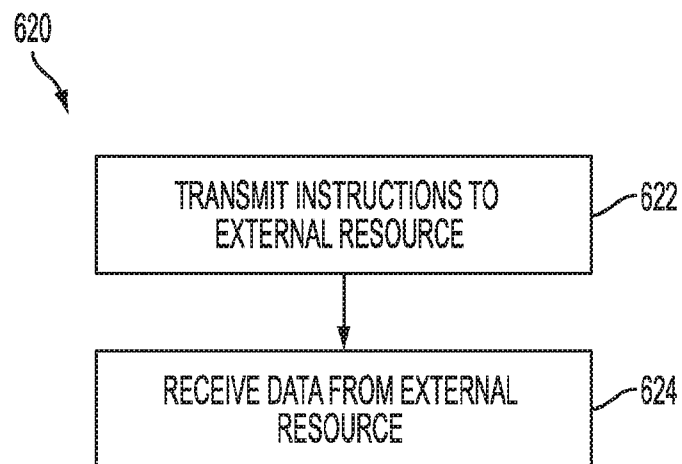 620
TRANSMIT INSTRUCTIONS TO
EXTERNAL RESOURCE
622
RECEIVE DATA FROM EXTERNAL
RESOURCE
624